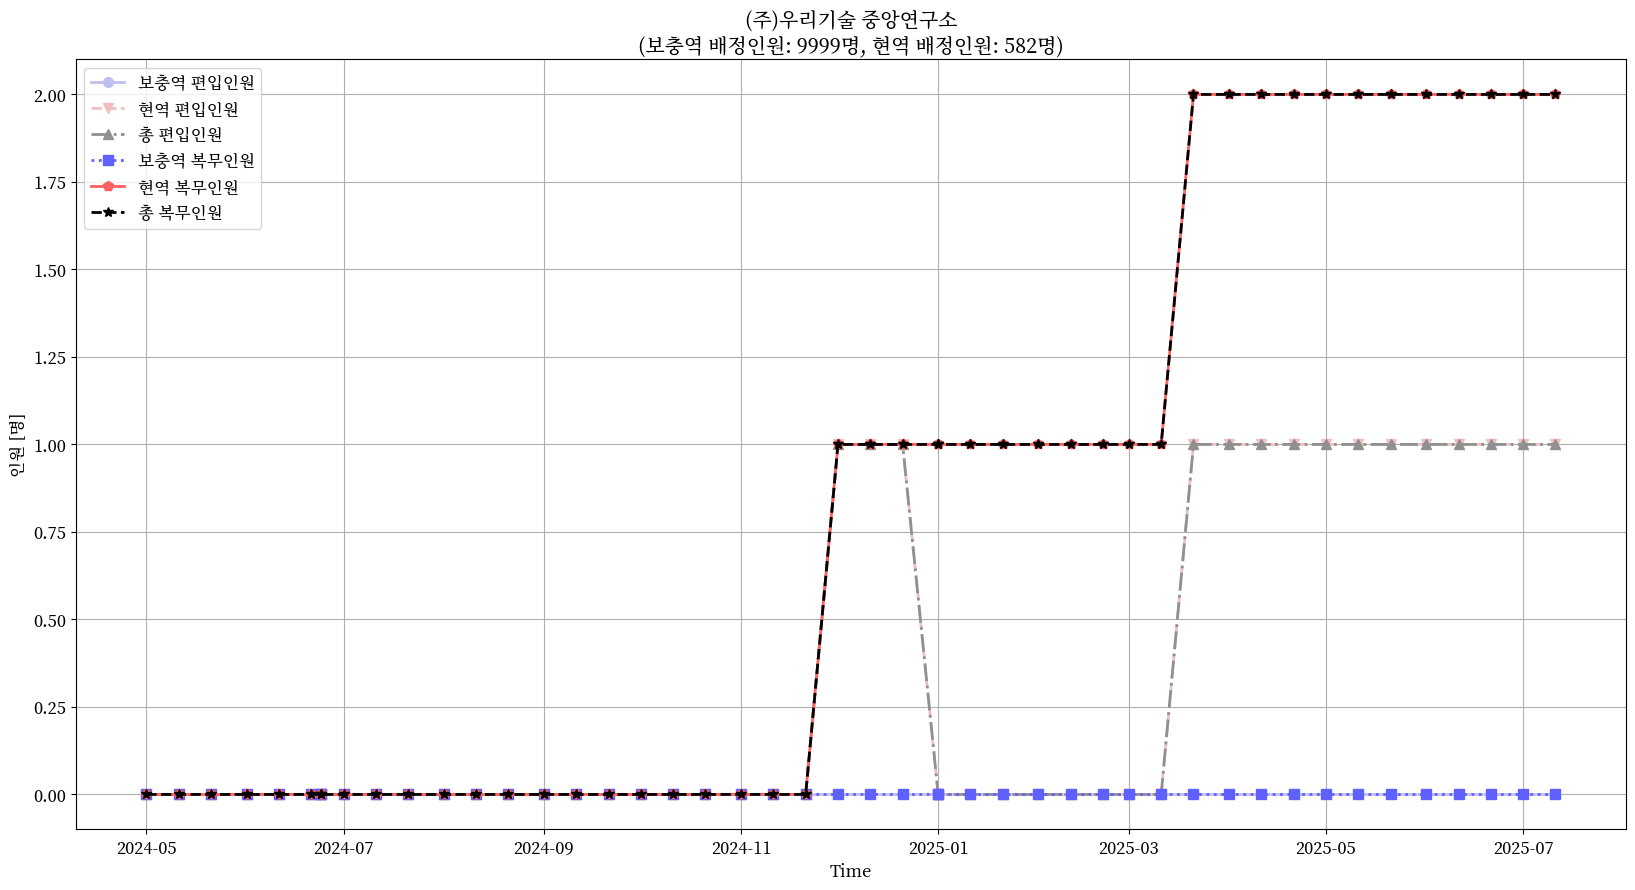 (주)우리기술 중앙연구소
(보충역 배정인원: 9999명, 현역 배정인원: 582명)
보충역 편입인원
현역 편입인원
총 편입인원
보충역 복무인원
현역 복무인원
총 복무인원
2.00
1.75
1.50
1.25
1.00
0.75
0.50
0.25
0.00
인원 [명]
2024-05 2024-07 2024-09 2024-11 2025-01 2025-03 2025-05 2025-07
Time